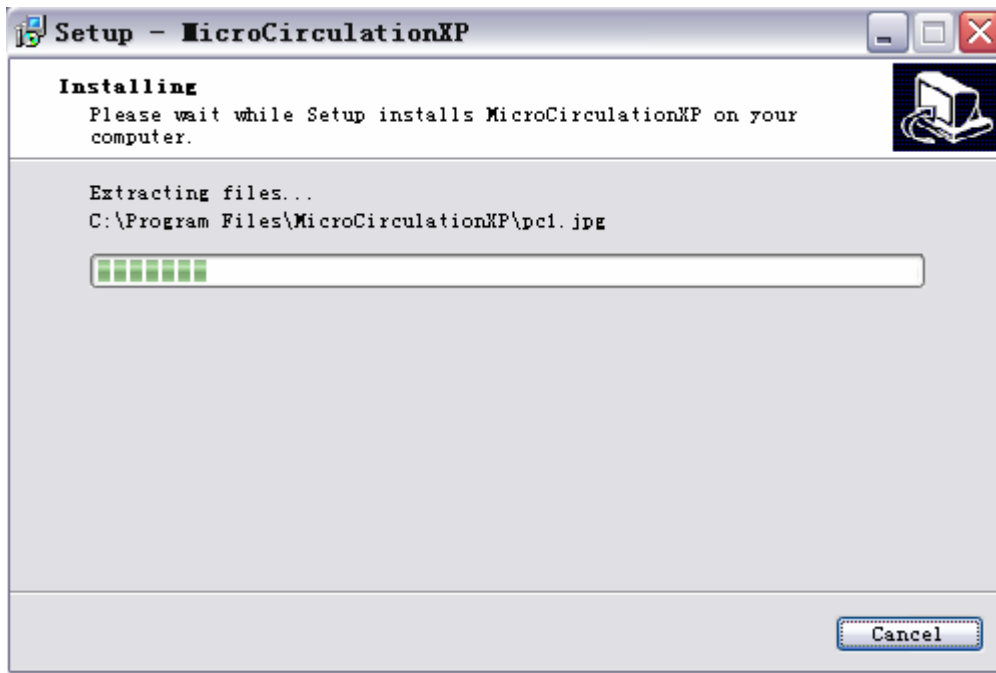 Setup - MicroCirculationXP
Installing
Please wait while Setup installs MicroCirculationXP on your
computer.
Extracting files...
C:\Program Files\MicroCirculationXP\pc1.jpg
Cancel